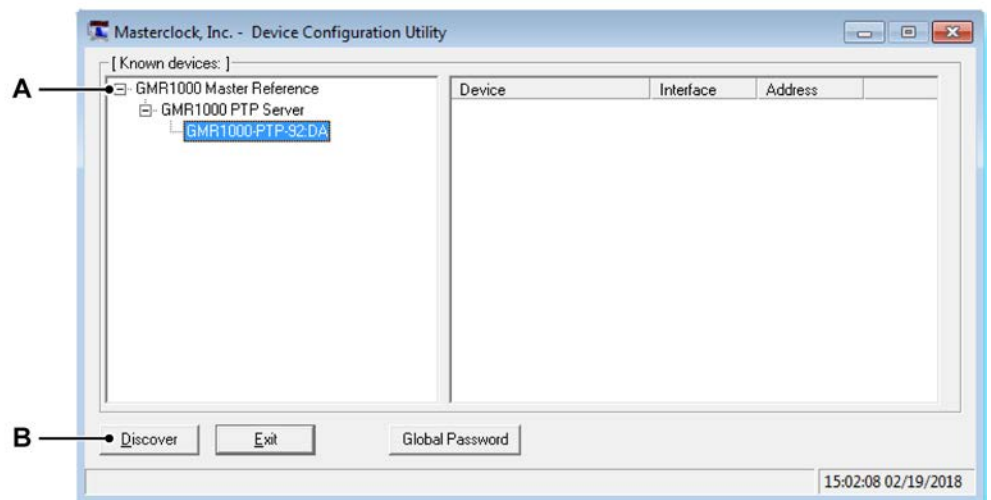 Masterclock, Inc. - Device Configuration Utility
[ Known devices: ]
A
GMR1000 Master Reference
GMR1000 PTP Server
GMR1000-PTP-92:DA
Device Interface Address
B
Discover Exit Global Password
15:02:08 02/19/2018